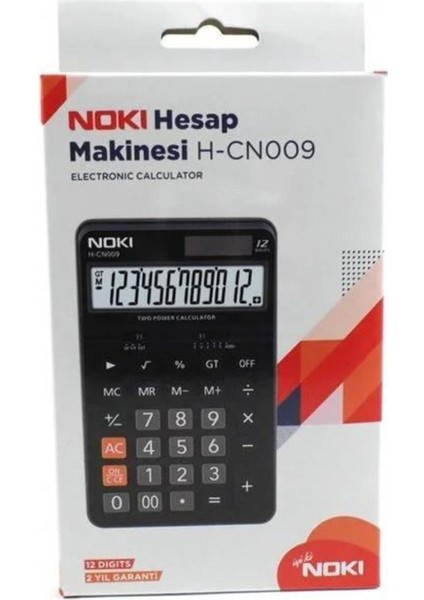 NOKI Hesap
Makinesi H-CN009
ELECTRONIC CALCULATOR
NOKI
H-CN009
12
GT
M
123456789012.
TWO POWER CALCULATOR
▶ √ % GT OFF
MC MR M− M+ ÷
+/− 7 8 9 ×
AC 4 5 6 −
ON
C·CE 1 2 3 +
0 00 • =
12 DIGITS
2 YIL GARANTİ
iyi ki
NOKI